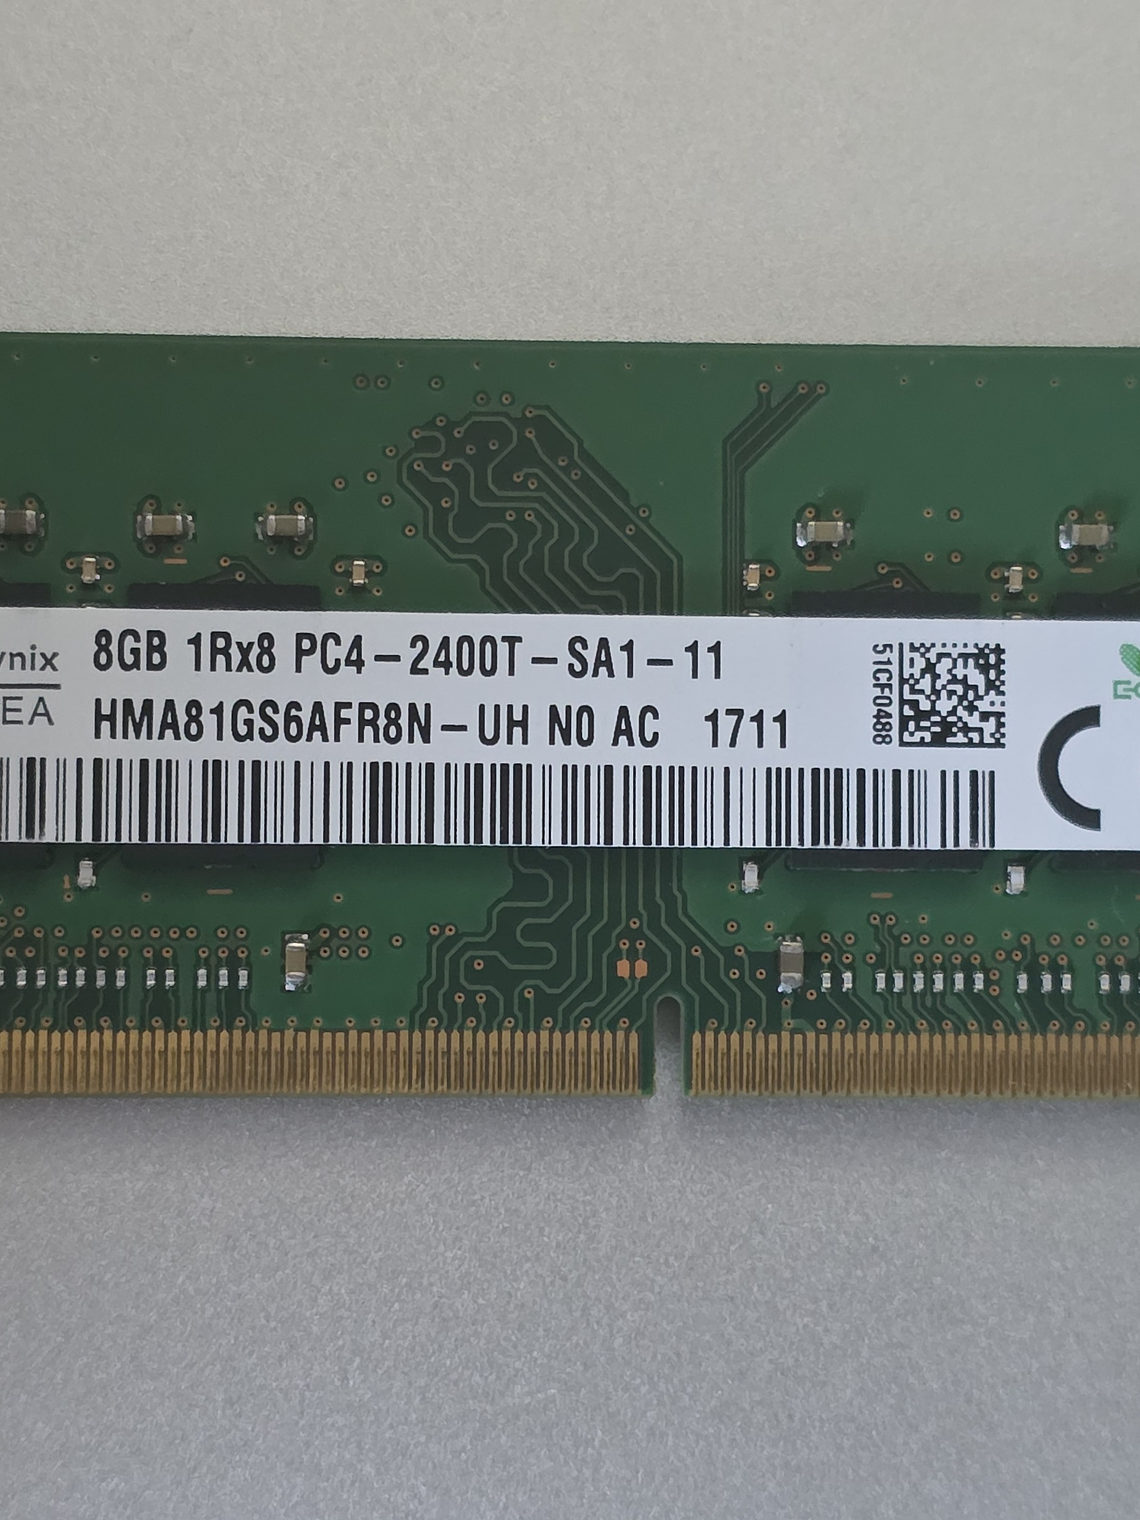 ynix
EA
8GB 1Rx8 PC4-2400T-SA1-11
HMA81GS6AFR8N-UH N0 AC 1711
51CF0488